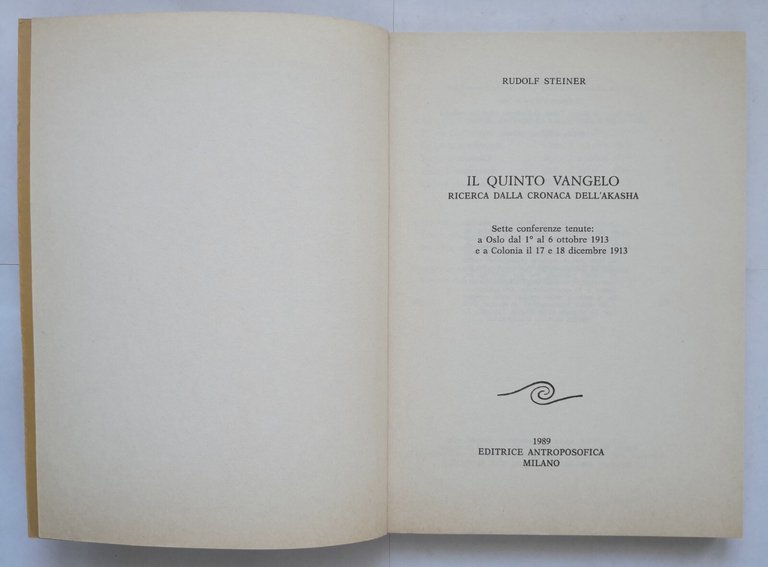 RUDOLF STEINER
IL QUINTO VANGELO
RICERCA DALLA CRONACA DELL'AKASHA
Sette conferenze tenute:
a Oslo dal 1° al 6 ottobre 1913
e a Colonia il 17 e 18 dicembre 1913
1989
EDITRICE ANTROPOSOFICA
MILANO